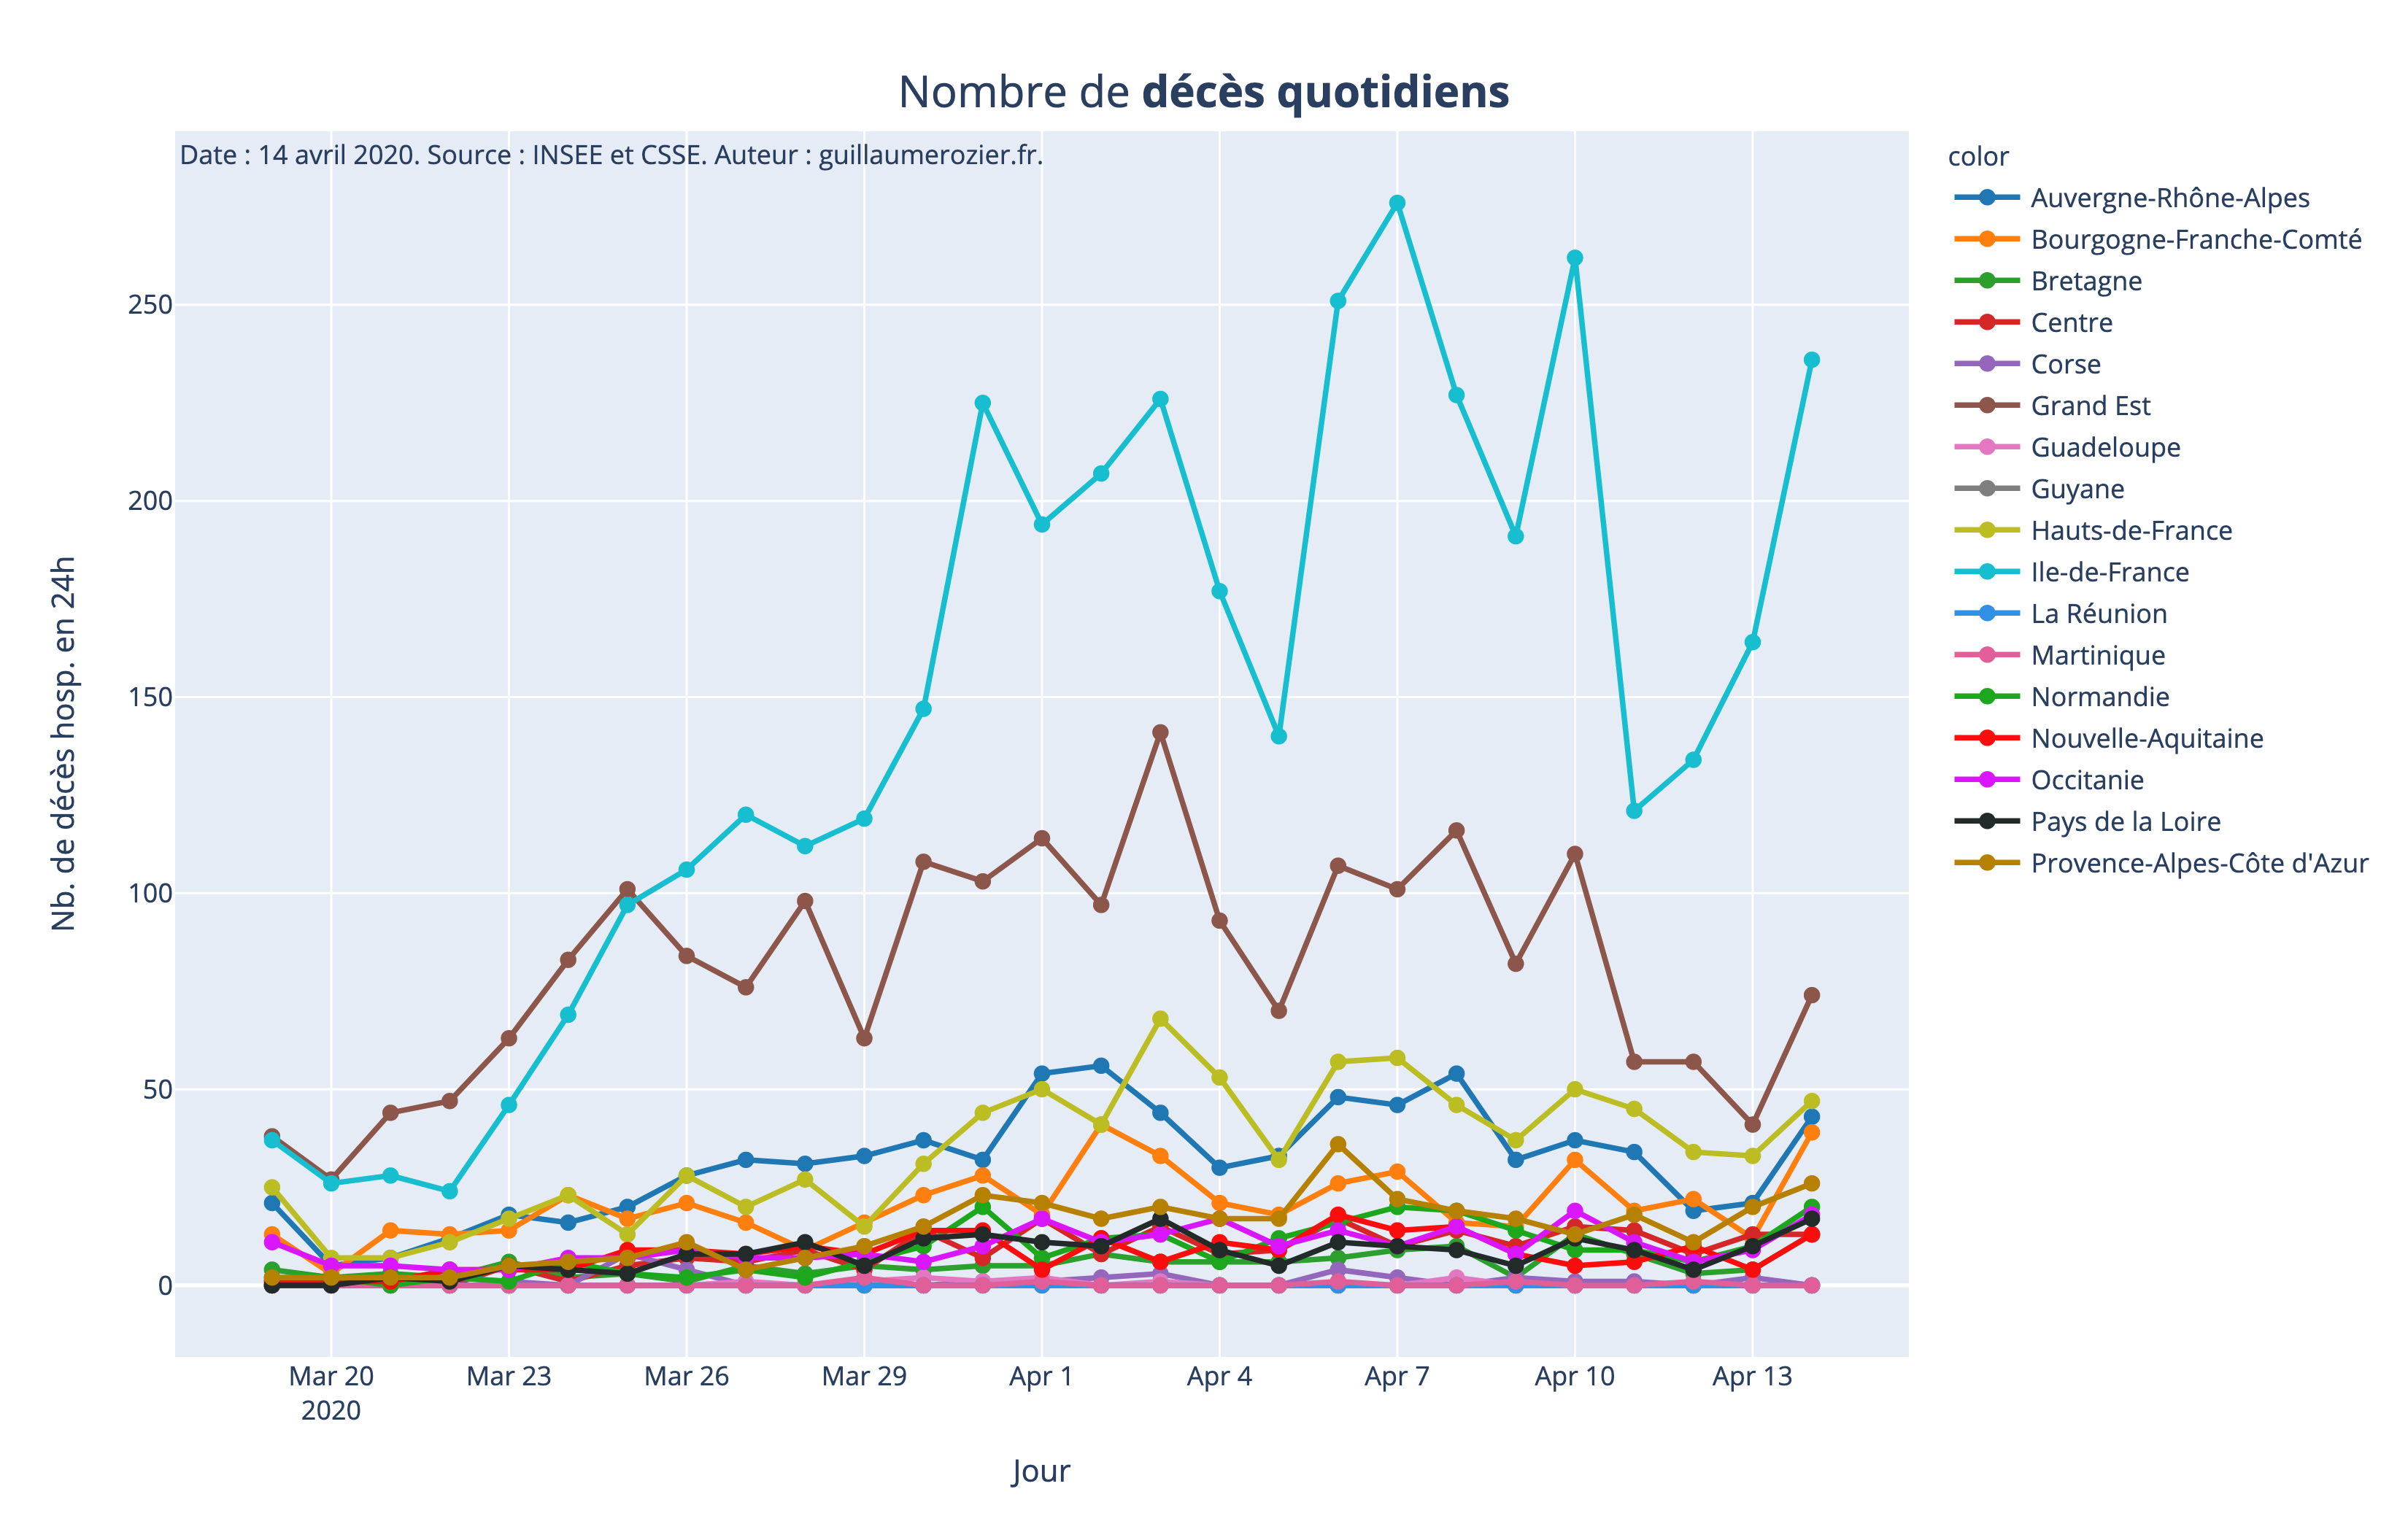 Nombre de décès quotidiens
Date : 14 avril 2020. Source : INSEE et CSSE. Auteur : guillaumerozier.fr.
Nb. de décès hosp. en 24h
250
200
150
100
50
0
Mar 20
2020
Mar 23
Mar 26
Mar 29
Apr 1
Apr 4
Apr 7
Apr 10
Apr 13
Jour
color
Auvergne-Rhône-Alpes
Bourgogne-Franche-Comté
Bretagne
Centre
Corse
Grand Est
Guadeloupe
Guyane
Hauts-de-France
Ile-de-France
La Réunion
Martinique
Normandie
Nouvelle-Aquitaine
Occitanie
Pays de la Loire
Provence-Alpes-Côte d'Azur